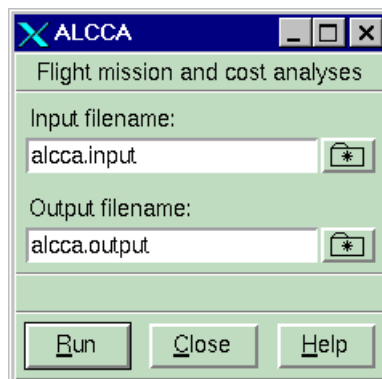 ALCCA
Flight mission and cost analyses
Input filename:
alcca.input
Output filename:
alcca.output
Run Close Help